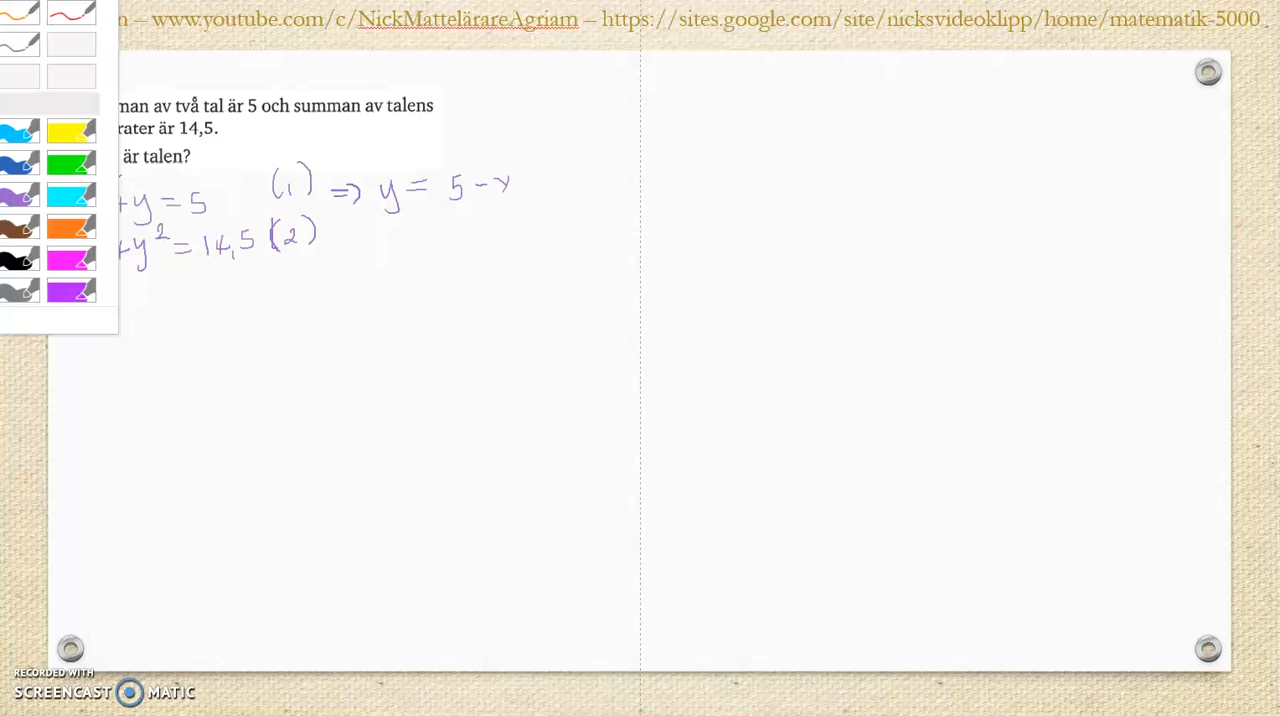 – www.youtube.com/c/NickMattelärareAgriam – https://sites.google.com/site/nicksvideoklipp/home/matematik-5000
av två tal är 5 och summan av talens
är 14,5.
är talen?
+y = 5 (1) => y = 5-x
+y² = 14,5 (2)
RECORDED WITH
SCREENCAST MATIC